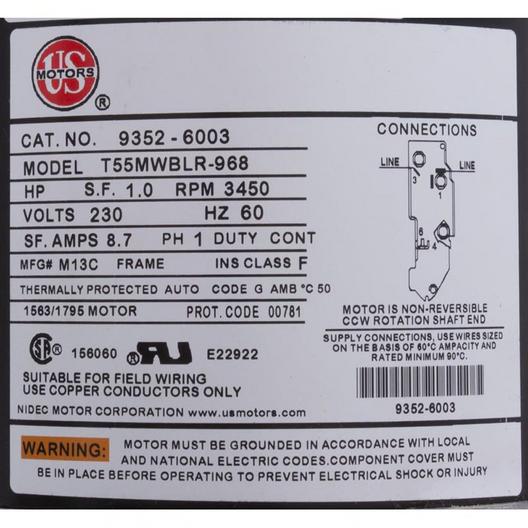 US
MOTORS
®
CAT. NO. 9352-6003
MODEL T55MWBLR-968
HP S.F. 1.0 RPM 3450
VOLTS 230 HZ 60
SF. AMPS 8.7 PH 1 DUTY CONT
MFG# M13C FRAME INS CLASS F
THERMALLY PROTECTED AUTO CODE G AMB °C 50
1563/1795 MOTOR PROT. CODE 00781
CONNECTIONS
LINE LINE
3 1
6 4
MOTOR IS NON-REVERSIBLE
CCW ROTATION SHAFT END
SUPPLY CONNECTIONS, USE WIRES SIZED
ON THE BASIS OF 60°C AMPACITY AND
RATED MINIMUM 90°C.
9352-6003
SA ® 156060 RU E22922
SUITABLE FOR FIELD WIRING
USE COPPER CONDUCTORS ONLY
NIDEC MOTOR CORPORATION www.usmotors.com
WARNING: MOTOR MUST BE GROUNDED IN ACCORDANCE WITH LOCAL
AND NATIONAL ELECTRIC CODES.COMPONENT COVER MUST
BE IN PLACE BEFORE OPERATING TO PREVENT ELECTRICAL SHOCK OR INJURY